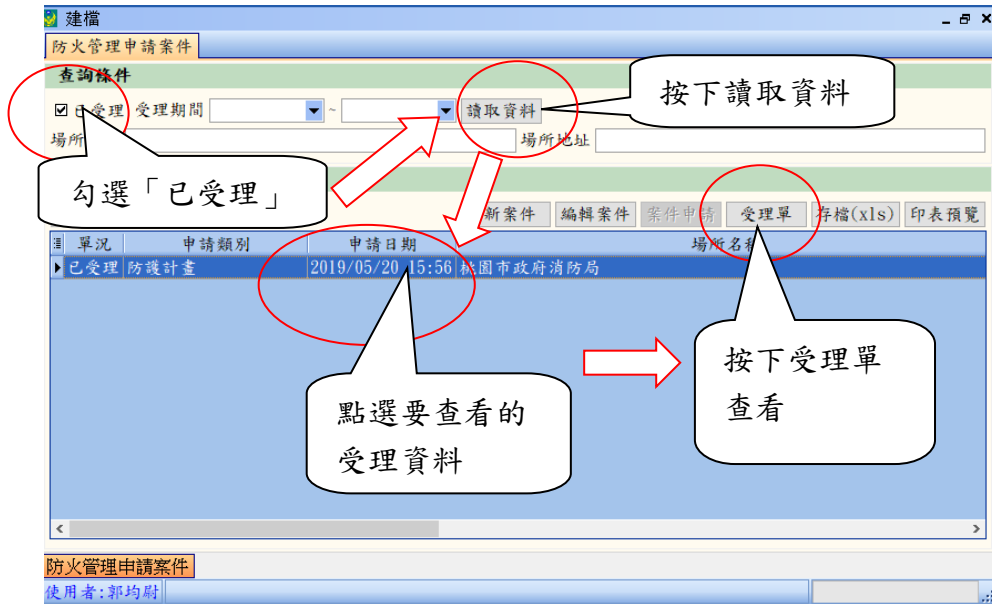 建檔
防火管理申請案件
查詢條件
已受理 受理期間 ~ 讀取資料
按下讀取資料
場所 場所地址
勾選「已受理」
新案件 編輯案件 案件申請 受理單 存檔(xls) 印表預覽
單況 申請類別 申請日期 場所名稱
已受理 防護計畫 2019/05/20 15:56 桃園市政府消防局
按下受理單
查看
點選要查看的
受理資料
防火管理申請案件
使用者:郭均尉